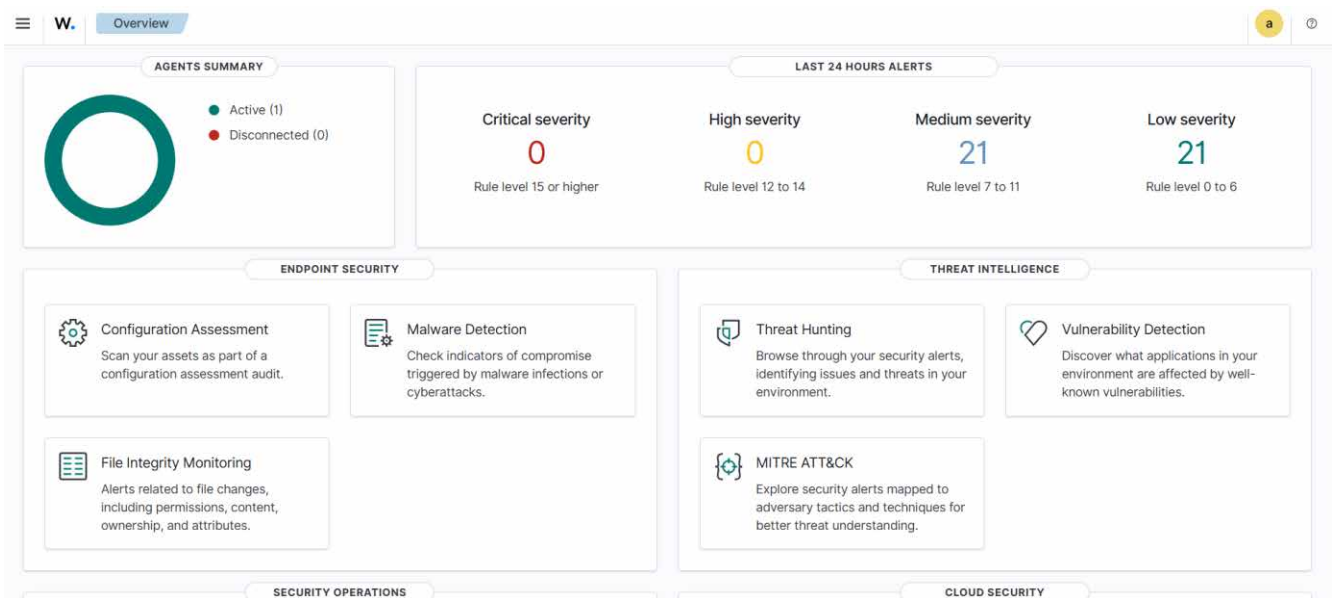 W. Overview a
AGENTS SUMMARY
Active (1)
Disconnected (0)
LAST 24 HOURS ALERTS
Critical severity
0
Rule level 15 or higher
High severity
0
Rule level 12 to 14
Medium severity
21
Rule level 7 to 11
Low severity
21
Rule level 0 to 6
ENDPOINT SECURITY
Configuration Assessment
Scan your assets as part of a
configuration assessment audit.
Malware Detection
Check indicators of compromise
triggered by malware infections or
cyberattacks.
File Integrity Monitoring
Alerts related to file changes,
including permissions, content,
ownership, and attributes.
THREAT INTELLIGENCE
Threat Hunting
Browse through your security alerts,
identifying issues and threats in your
environment.
Vulnerability Detection
Discover what applications in your
environment are affected by well-
known vulnerabilities.
MITRE ATT&CK
Explore security alerts mapped to
adversary tactics and techniques for
better threat understanding.
SECURITY OPERATIONS
CLOUD SECURITY